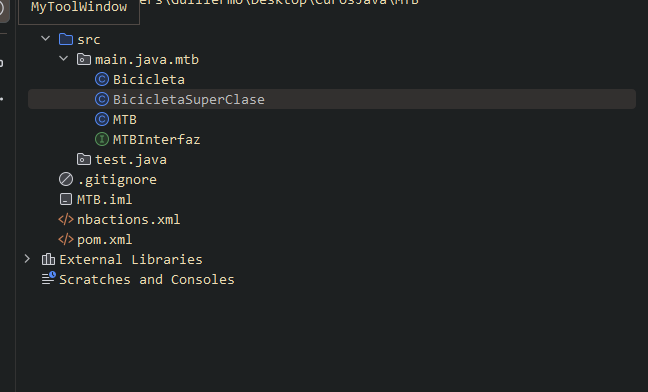 MyToolWindow
ers\Guillermo\Desktop\CurosJava\MTB
src
main.java.mtb
Bicicleta
BicicletaSuperClase
MTB
MTBInterfaz
test.java
.gitignore
MTB.iml
nbactions.xml
pom.xml
External Libraries
Scratches and Consoles